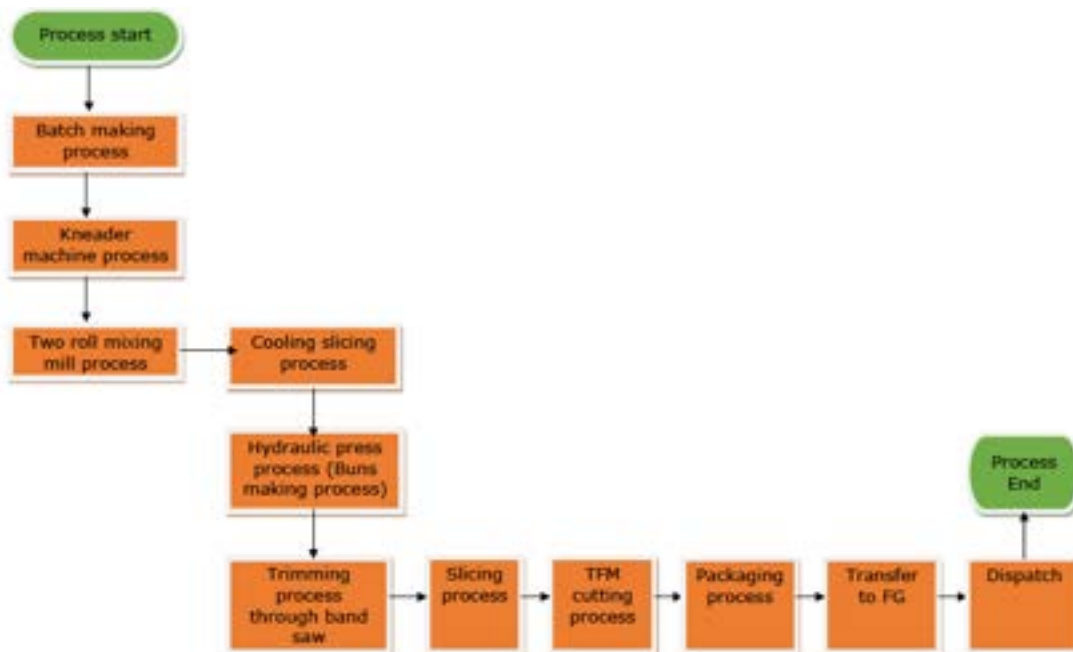 Process start
Batch making
process
Kneader
machine process
Two roll mixing
mill process
Cooling slicing
process
Hydraulic press
process (Buns
making process)
Trimming
process
through band
saw
Slicing
process
TFM
cutting
process
Packaging
process
Transfer
to FG
Dispatch
Process
End